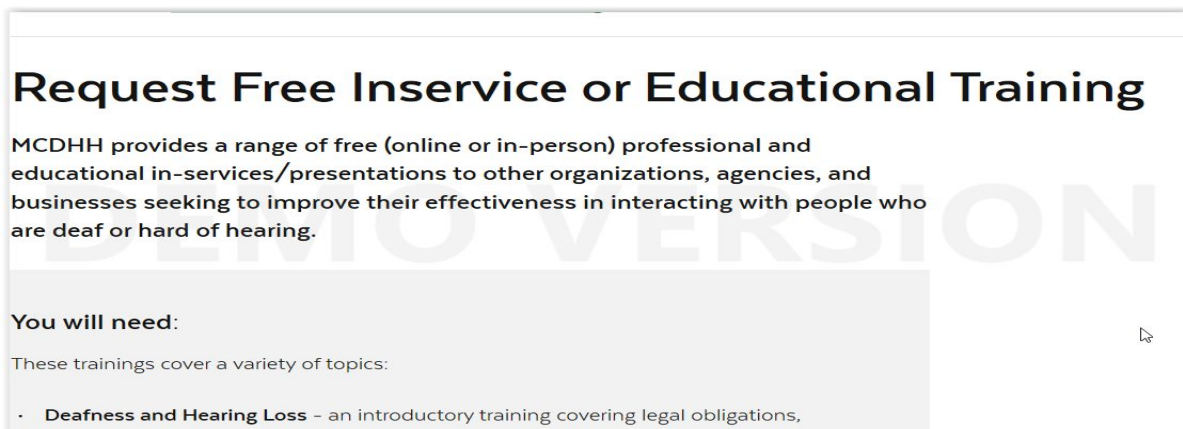 Request Free Inservice or Educational Training
MCDHH provides a range of free (online or in-person) professional and
educational in-services/presentations to other organizations, agencies, and
businesses seeking to improve their effectiveness in interacting with people who
are deaf or hard of hearing.
DEMO VERSION
You will need:
These trainings cover a variety of topics:
· Deafness and Hearing Loss – an introductory training covering legal obligations,